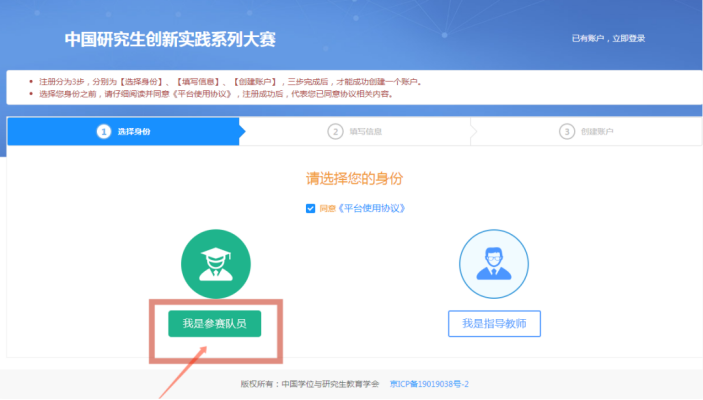 中国研究生创新实践系列大赛
已有账户，立即登录
注册分为3步，分别为【选择身份】、【填写信息】、【创建账户】，三步完成后，才能成功创建一个账户。
选择您身份之前，请仔细阅读并同意《平台使用协议》，注册成功后，代表您已同意协议相关内容。
1 选择身份
2 填写信息
3 创建账户
请选择您的身份
同意《平台使用协议》
我是参赛队员
我是指导教师
版权所有：中国学位与研究生教育学会 京ICP备19019038号-2